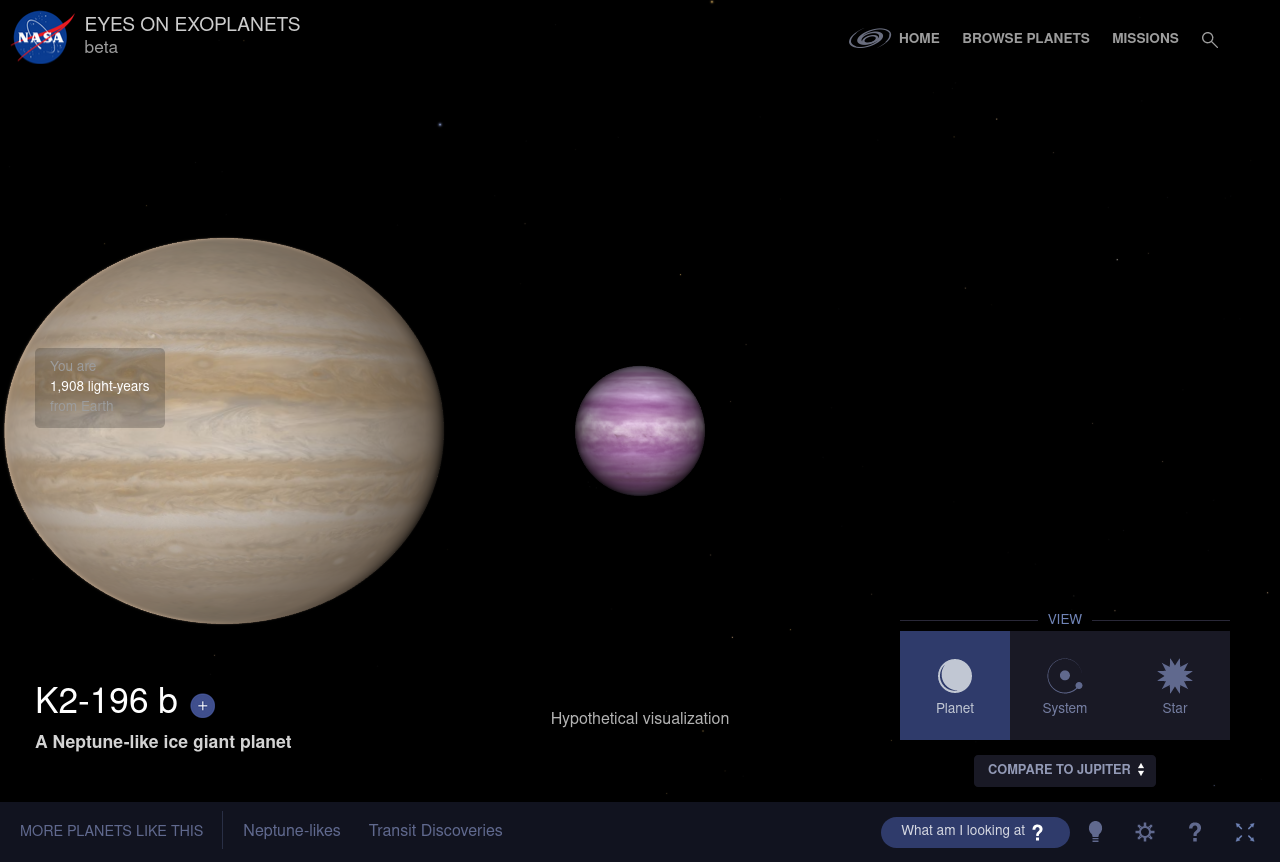 NASA
EYES ON EXOPLANETS
beta
HOME
BROWSE PLANETS
MISSIONS
You are
1,908 light-years
from Earth
K2-196 b +
A Neptune-like ice giant planet
Hypothetical visualization
VIEW
Planet
System
Star
COMPARE TO JUPITER
MORE PLANETS LIKE THIS
Neptune-likes
Transit Discoveries
What am I looking at ?
?